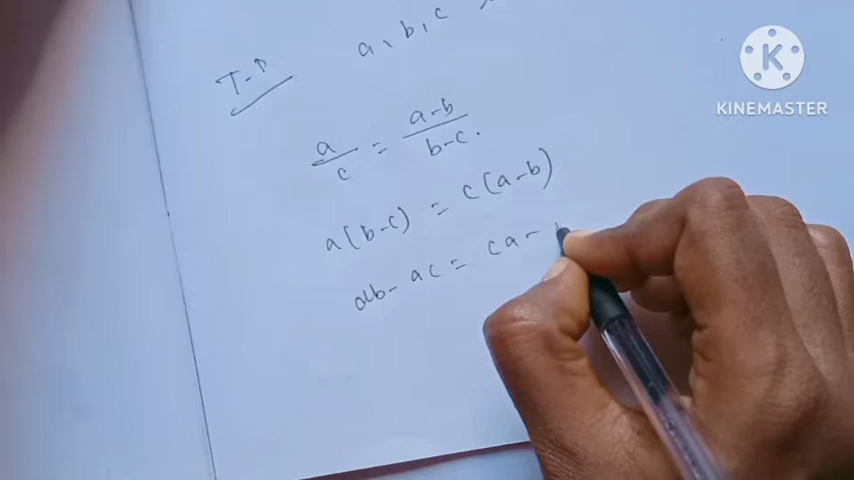 a, b, c
T.P
a/c = a-b/b-c.
a(b-c) = c(a-b)
ab - ac = ca -
KINEMASTER